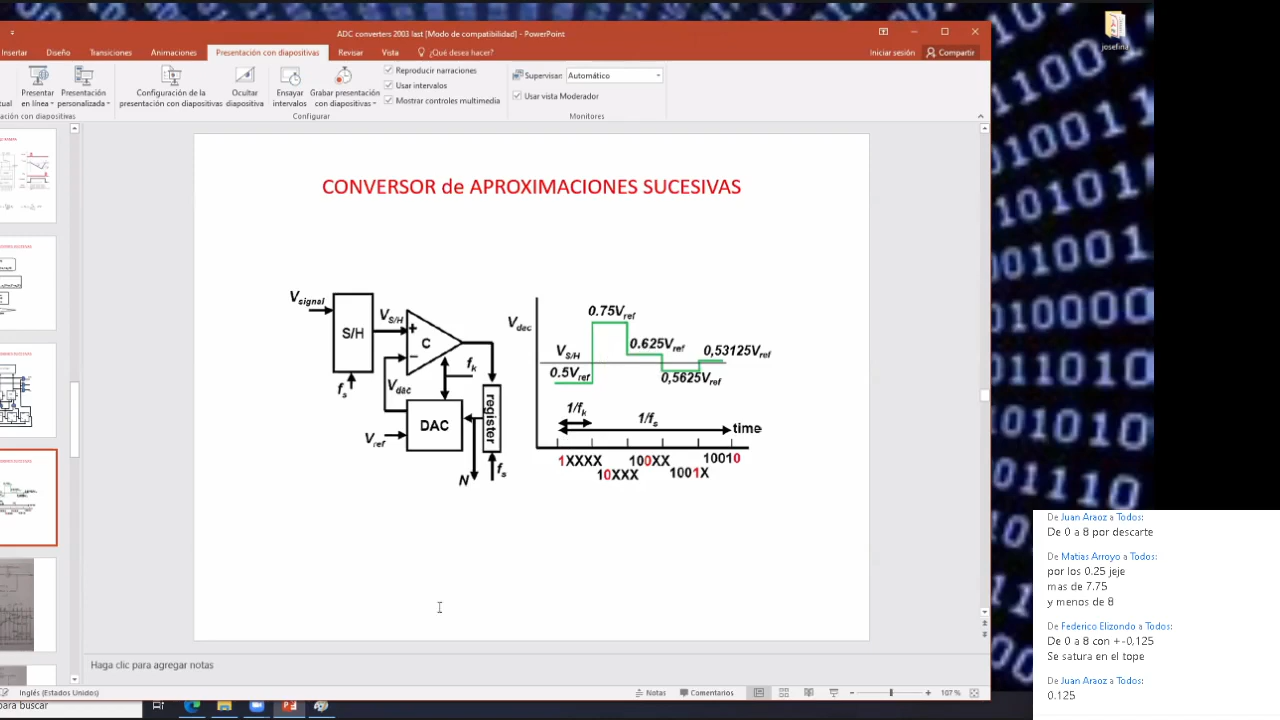 ADC converters 2003 last [Modo de compatibilidad] - PowerPoint
Insertar Diseño Transiciones Animaciones Presentación con diapositivas Revisar Vista ¿Qué desea hacer? Iniciar sesión Compartir
Presentar en línea
Presentación personalizada
Configuración de la presentación con diapositivas
Ocultar diapositiva
Ensayar intervalos
Grabar presentación con diapositivas
Reproducir narraciones
Usar intervalos
Mostrar controles multimedia
Supervisar: Automático
Usar vista Moderador
Configurar
Monitores
josefina
CONVERSOR de APROXIMACIONES SUCESIVAS
Vsignal
S/H
VS/H
+
C
−
fs
Vdac
fk
DAC
Vref
register
N
fs
Vdec
0.75Vref
VS/H
0.625Vref
0,53125Vref
0.5Vref
0,5625Vref
1/fk
1/fs
time
1XXXX
10XXX
100XX
1001X
10010
Haga clic para agregar notas
Inglés (Estados Unidos)
Notas Comentarios 107 %
para buscar
De Juan Araoz a Todos:
De 0 a 8 por descarte
De Matias Arroyo a Todos:
por los 0.25 jeje
mas de 7.75
y menos de 8
De Federico Elizondo a Todos:
De 0 a 8 con +-0,125
Se satura en el tope
De Juan Araoz a Todos:
0.125